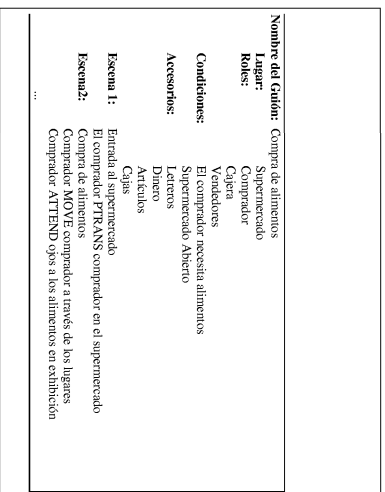 Nombre del Guión: Compra de alimentos
Lugar: Supermercado
Roles: Comprador
Cajera
Vendedores
Condiciones: El comprador necesita alimentos
Supermercado Abierto
Accesorios: Letreros
Dinero
Artículos
Cajas
Escena 1: Entrada al supermercado
El comprador PTRANS comprador en el supermercado
Escena2: Compra de alimentos
Comprador MOVE comprador a través de los lugares
Comprador ATTEND ojos a los alimentos en exhibición
...